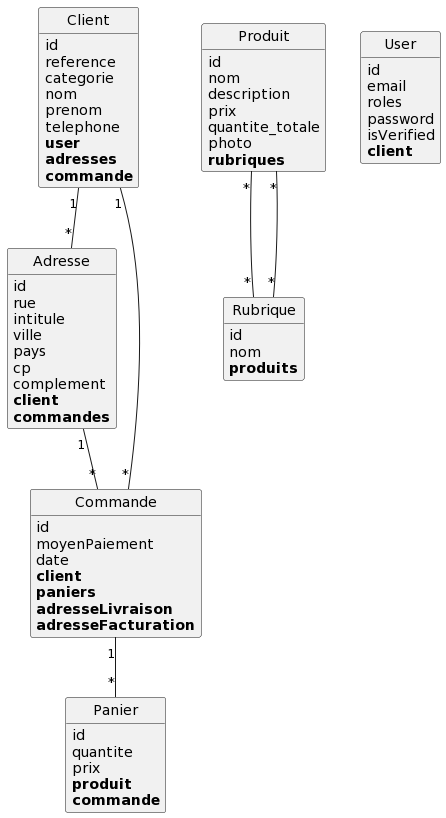 Client
id
reference
categorie
nom
prenom
telephone
user
adresses
commande
Produit
id
nom
description
prix
quantite_totale
photo
rubriques
User
id
email
roles
password
isVerified
client
1
1
*
*
*
*
*
Adresse
id
rue
intitule
ville
pays
cp
complement
client
commandes
Rubrique
id
nom
produits
1
*
*
Commande
id
moyenPaiement
date
client
paniers
adresseLivraison
adresseFacturation
1
*
Panier
id
quantite
prix
produit
commande